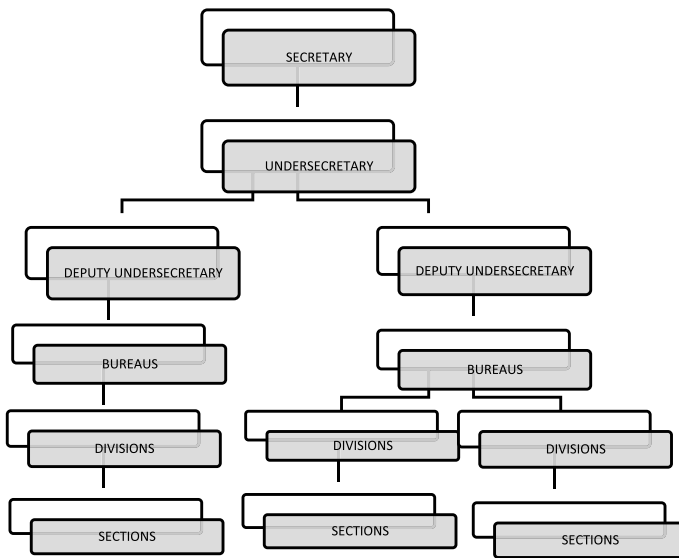 SECRETARY
UNDERSECRETARY
DEPUTY UNDERSECRETARY
DEPUTY UNDERSECRETARY
BUREAUS
BUREAUS
DIVISIONS
DIVISIONS
DIVISIONS
SECTIONS
SECTIONS
SECTIONS